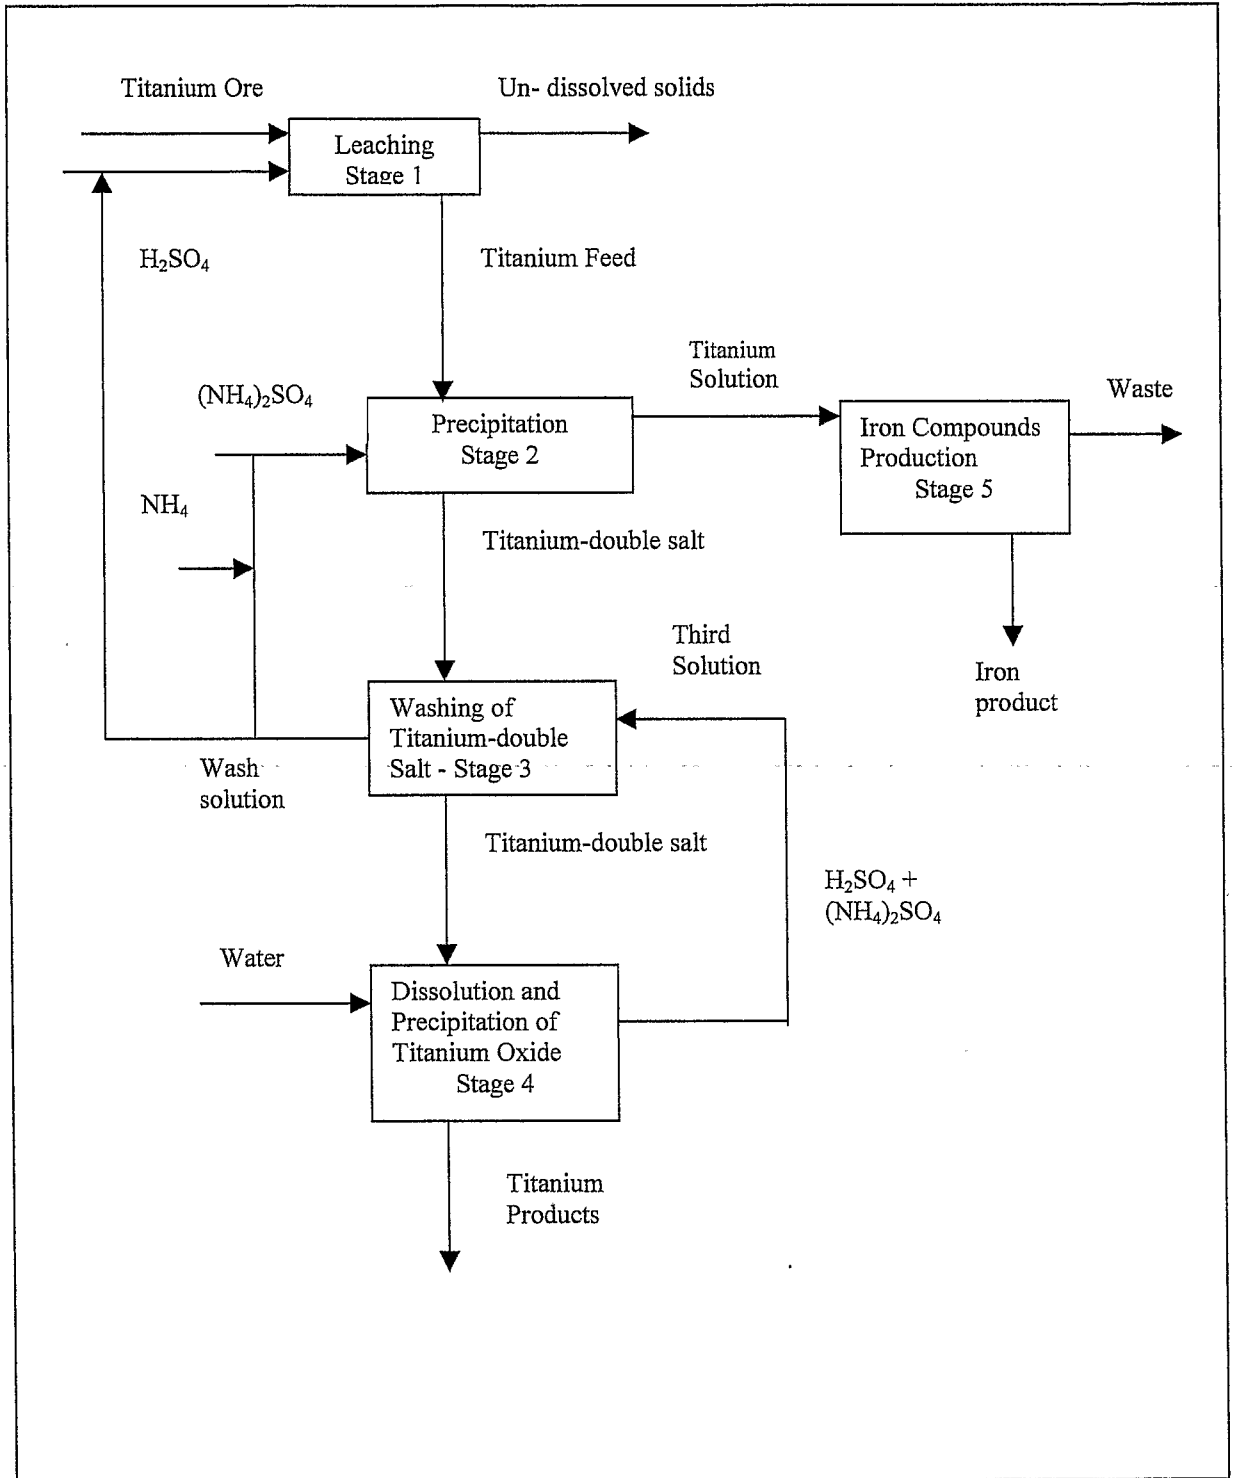 Titanium Ore
Un- dissolved solids
Leaching
Stage 1
H₂SO₄
Titanium Feed
Titanium
Solution
Waste
(NH₄)₂SO₄
Precipitation
Stage 2
Iron Compounds
Production
Stage 5
NH₄
Titanium-double salt
Third
Solution
Iron
product
Washing of
Titanium-double
Salt - Stage 3
Wash
solution
Titanium-double salt
H₂SO₄ +
(NH₄)₂SO₄
Water
Dissolution and
Precipitation of
Titanium Oxide
Stage 4
Titanium
Products